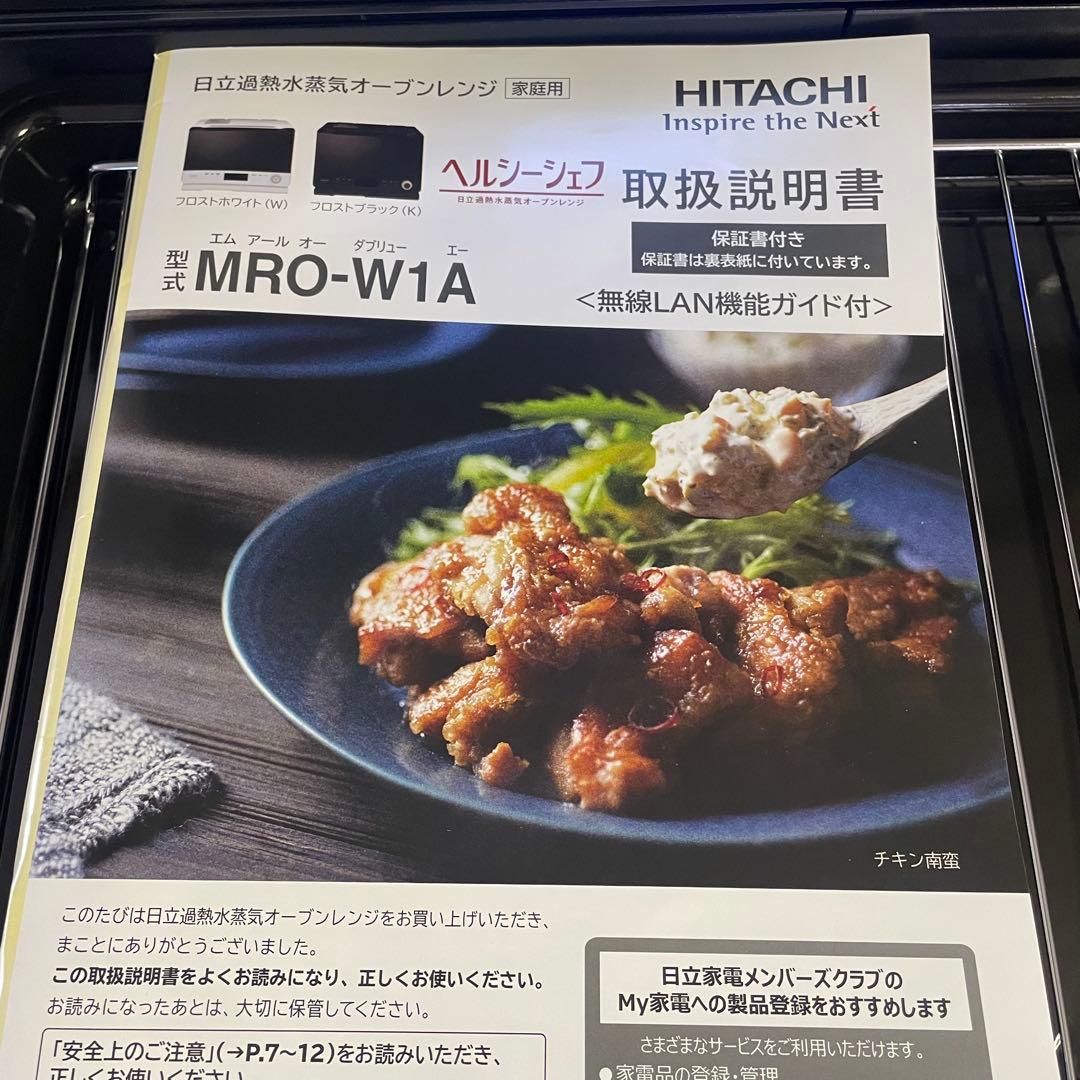 日立過熱水蒸気オーブンレンジ 家庭用
HITACHI
Inspire the Next
フロストホワイト(W)
フロストブラック(K)
ヘルシーシェフ
日立過熱水蒸気オーブンレンジ
取扱説明書
保証書付き
保証書は裏表紙に付いています。
エム アール オー ダブリュー エー
型式 MRO-W1A
<無線LAN機能ガイド付>
チキン南蛮
このたびは日立過熱水蒸気オーブンレンジをお買い上げいただき、
まことにありがとうございました。
この取扱説明書をよくお読みになり、正しくお使いください。
お読みになったあとは、大切に保管してください。
「安全上のご注意」(→P.7~12)をお読みいただき、
正しくお使いください。
日立家電メンバーズクラブの
My家電への製品登録をおすすめします
さまざまなサービスをご利用いただけます。
●家電品の登録・管理